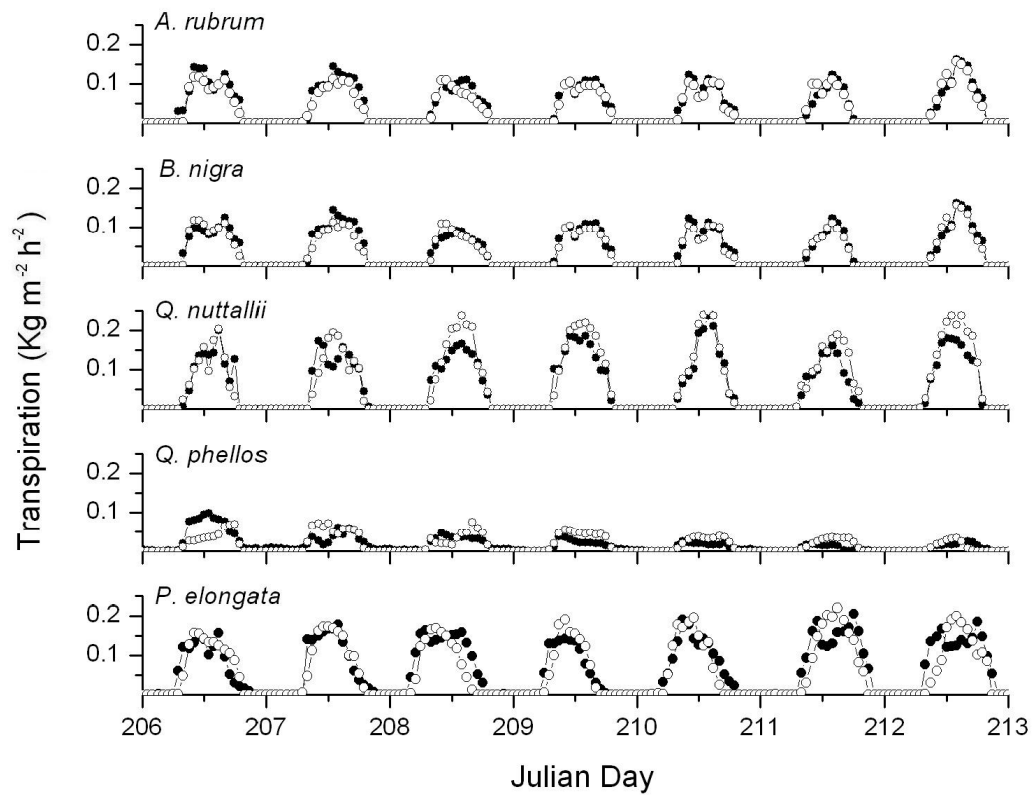 A. rubrum
0.2
0.1
B. nigra
0.2
0.1
Q. nuttallii
0.2
0.1
Q. phellos
0.2
0.1
P. elongata
0.2
0.1
206 207 208 209 210 211 212 213
Julian Day
Transpiration (Kg m⁻² h⁻²)